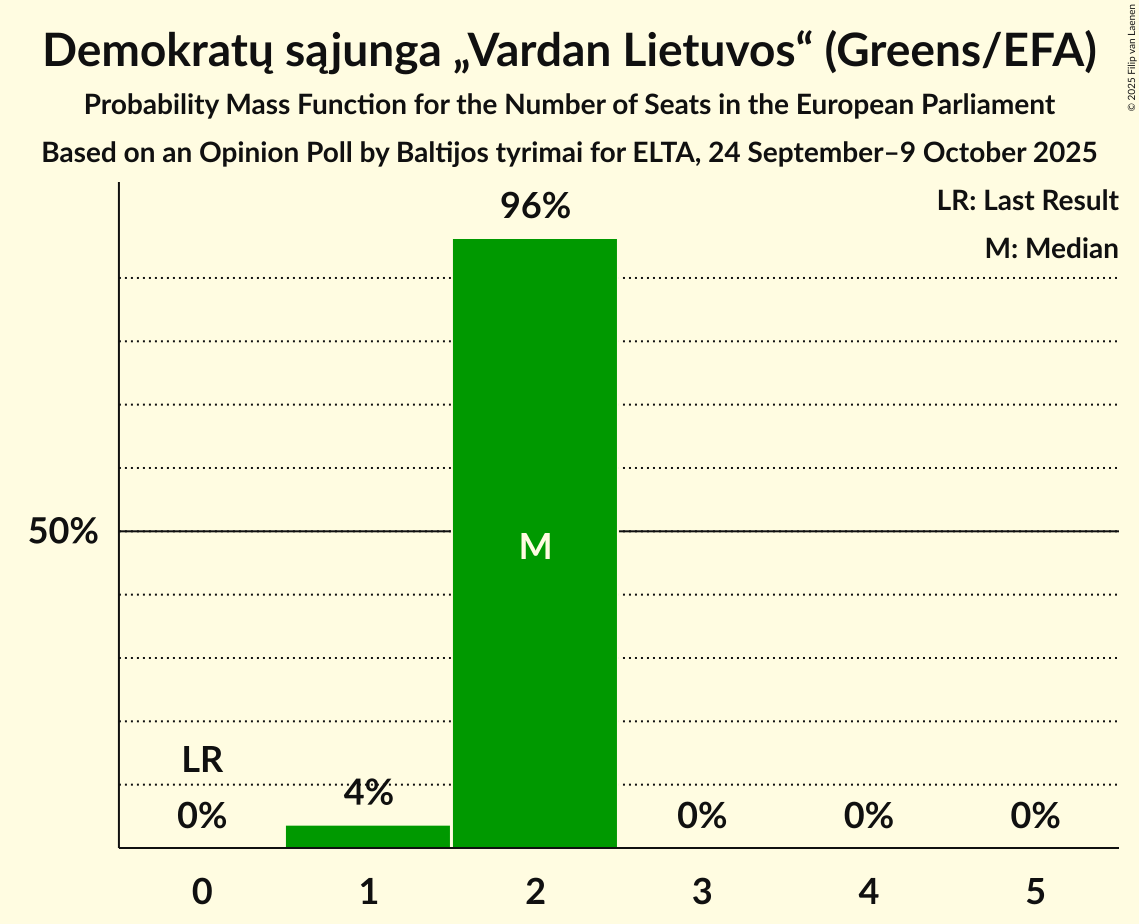 Demokratų sąjunga „Vardan Lietuvos“ (Greens/EFA)
Probability Mass Function for the Number of Seats in the European Parliament
Based on an Opinion Poll by Baltijos tyrimai for ELTA, 24 September–9 October 2025
© 2025 Filip van Laenen
LR: Last Result
M: Median
96%
50%
M
LR
0%
4%
0%
0%
0%
0
1
2
3
4
5